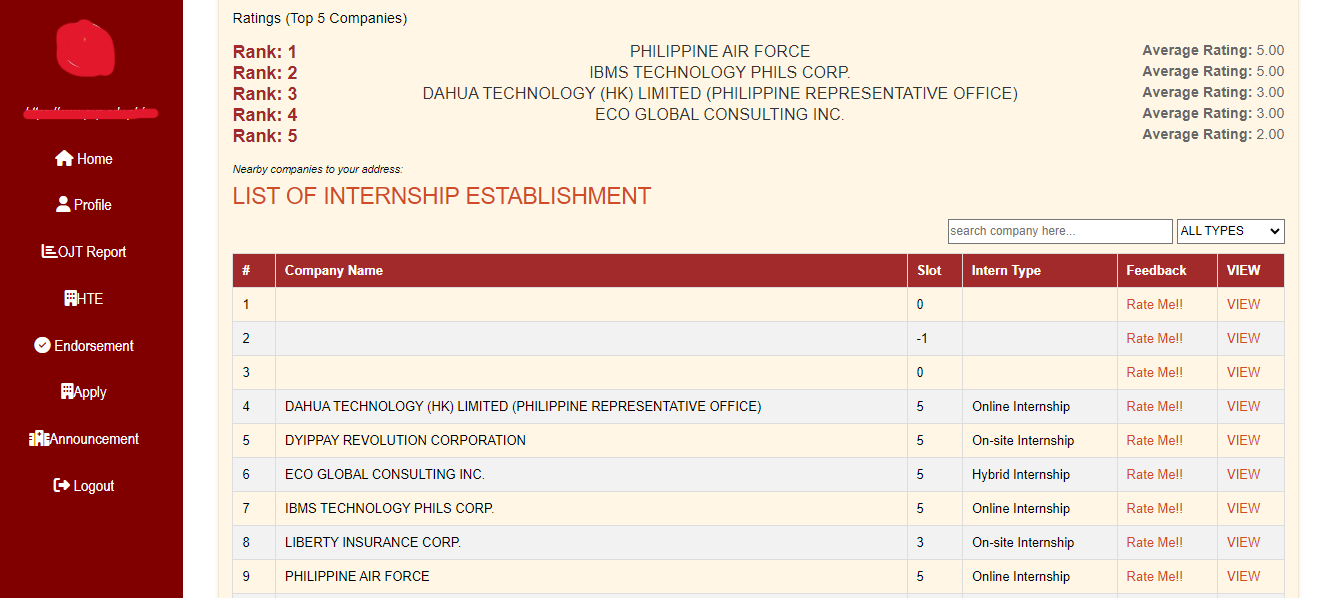 Home
Profile
OJT Report
HTE
Endorsement
Apply
Announcement
Logout
Ratings (Top 5 Companies)
Rank: 1 PHILIPPINE AIR FORCE Average Rating: 5.00
Rank: 2 IBMS TECHNOLOGY PHILS CORP. Average Rating: 5.00
Rank: 3 DAHUA TECHNOLOGY (HK) LIMITED (PHILIPPINE REPRESENTATIVE OFFICE) Average Rating: 3.00
Rank: 4 ECO GLOBAL CONSULTING INC. Average Rating: 3.00
Rank: 5 Average Rating: 2.00
Nearby companies to your address:
LIST OF INTERNSHIP ESTABLISHMENT
search company here... ALL TYPES
# Company Name Slot Intern Type Feedback VIEW
1 0 Rate Me!! VIEW
2 -1 Rate Me!! VIEW
3 0 Rate Me!! VIEW
4 DAHUA TECHNOLOGY (HK) LIMITED (PHILIPPINE REPRESENTATIVE OFFICE) 5 Online Internship Rate Me!! VIEW
5 DYIPPAY REVOLUTION CORPORATION 5 On-site Internship Rate Me!! VIEW
6 ECO GLOBAL CONSULTING INC. 5 Hybrid Internship Rate Me!! VIEW
7 IBMS TECHNOLOGY PHILS CORP. 5 Online Internship Rate Me!! VIEW
8 LIBERTY INSURANCE CORP. 3 On-site Internship Rate Me!! VIEW
9 PHILIPPINE AIR FORCE 5 Online Internship Rate Me!! VIEW